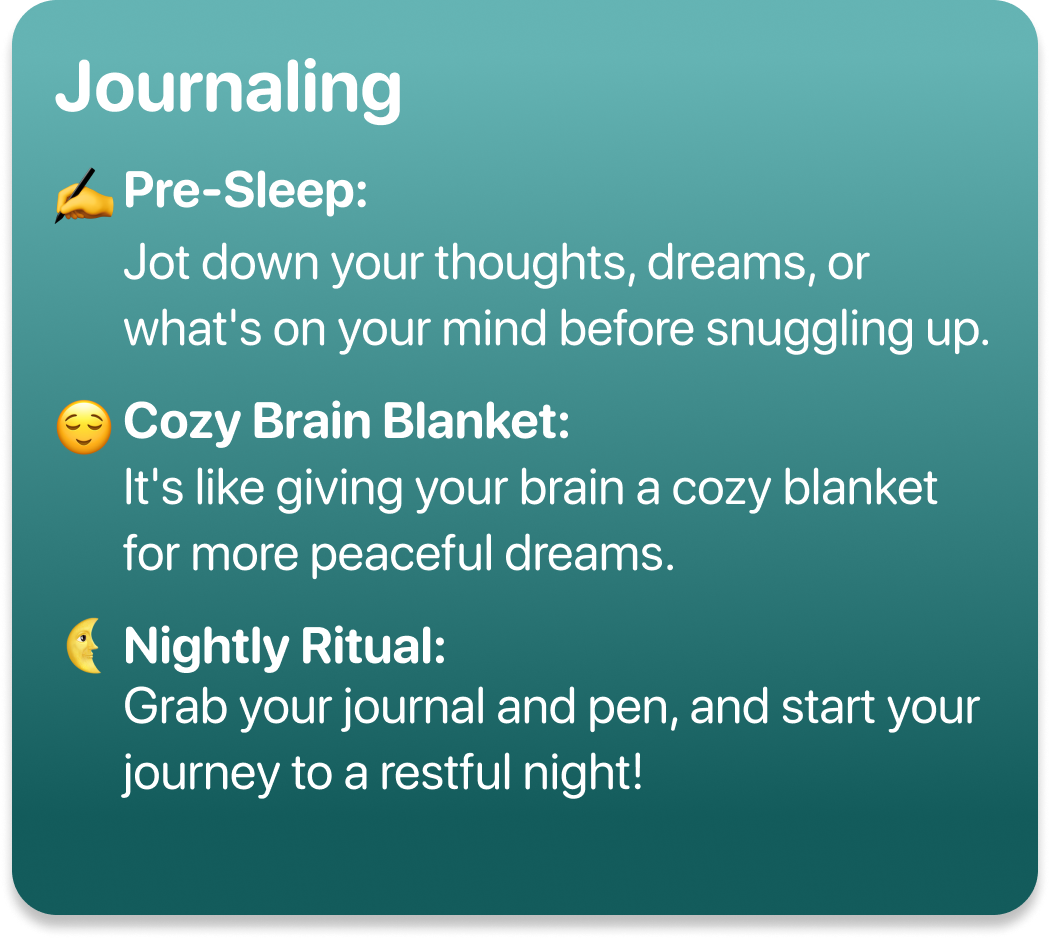 Journaling
✍️ Pre-Sleep:
Jot down your thoughts, dreams, or
what's on your mind before snuggling up.
😌 Cozy Brain Blanket:
It's like giving your brain a cozy blanket
for more peaceful dreams.
🌜 Nightly Ritual:
Grab your journal and pen, and start your
journey to a restful night!